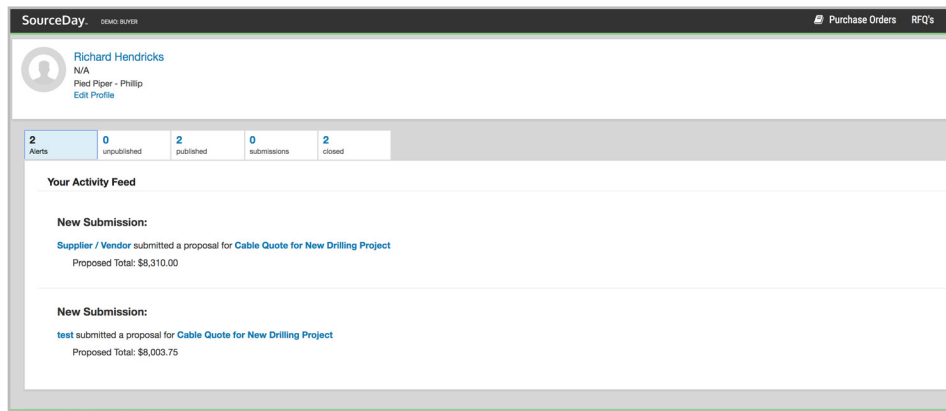 SourceDay. DEMO: BUYER Purchase Orders RFQ's
Richard Hendricks
N/A
Pied Piper - Phillip
Edit Profile
2 0 2 0 2
Alerts unpublished published submissions closed
Your Activity Feed
New Submission:
Supplier / Vendor submitted a proposal for Cable Quote for New Drilling Project
Proposed Total: $8,310.00
New Submission:
test submitted a proposal for Cable Quote for New Drilling Project
Proposed Total: $8,003.75